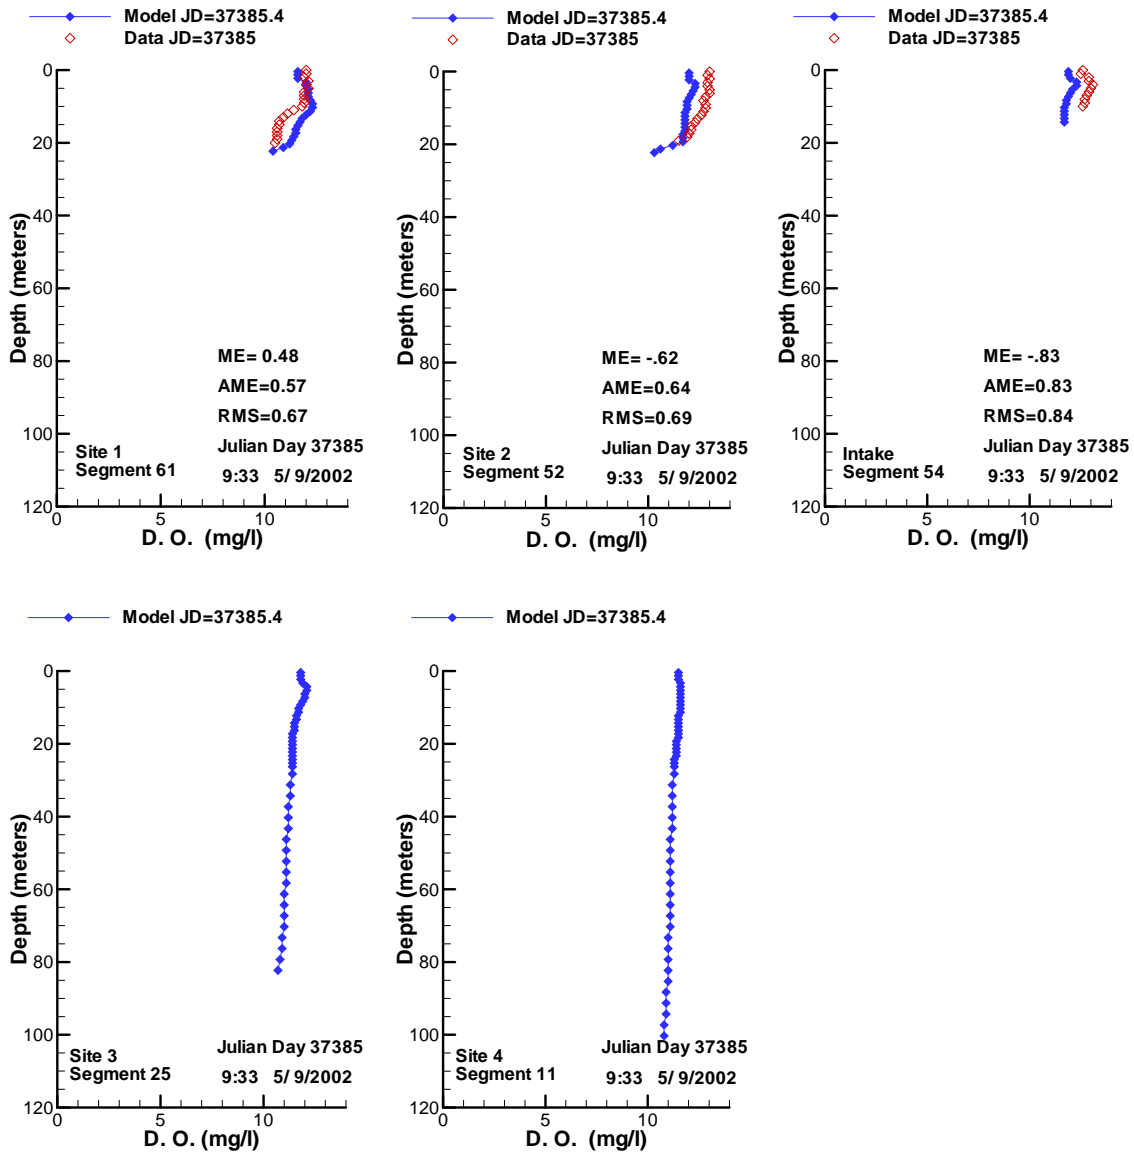 Model JD=37385.4
Data JD=37385
0
20
40
60
80
100
120
Depth (meters)
ME= 0.48
AME=0.57
RMS=0.67
Site 1
Segment 61
Julian Day 37385
9:33 5/ 9/2002
0 5 10
D. O. (mg/l)
Model JD=37385.4
Data JD=37385
0
20
40
60
80
100
120
Depth (meters)
ME= -.62
AME=0.64
RMS=0.69
Site 2
Segment 52
Julian Day 37385
9:33 5/ 9/2002
0 5 10
D. O. (mg/l)
Model JD=37385.4
Data JD=37385
0
20
40
60
80
100
120
Depth (meters)
ME= -.83
AME=0.83
RMS=0.84
Intake
Segment 54
Julian Day 37385
9:33 5/ 9/2002
0 5 10
D. O. (mg/l)
Model JD=37385.4
0
20
40
60
80
100
120
Depth (meters)
Site 3
Segment 25
Julian Day 37385
9:33 5/ 9/2002
0 5 10
D. O. (mg/l)
Model JD=37385.4
0
20
40
60
80
100
120
Depth (meters)
Site 4
Segment 11
Julian Day 37385
9:33 5/ 9/2002
0 5 10
D. O. (mg/l)